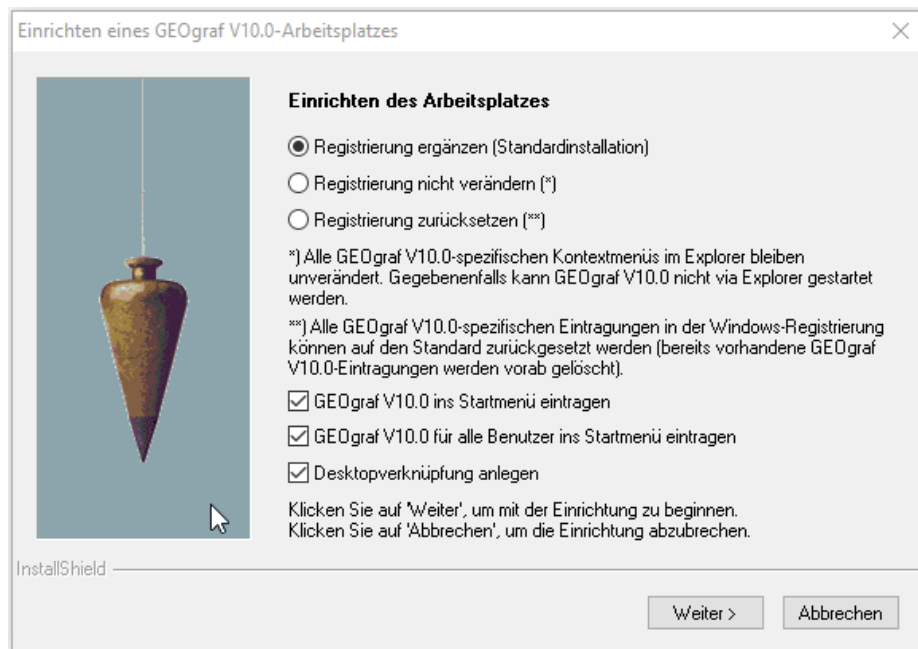 Einrichten eines GEOgraf V10.0-Arbeitsplatzes
Einrichten des Arbeitsplatzes
Registrierung ergänzen (Standardinstallation)
Registrierung nicht verändern (*)
Registrierung zurücksetzen (**)
*) Alle GEOgraf V10.0-spezifischen Kontextmenüs im Explorer bleiben
unverändert. Gegebenenfalls kann GEOgraf V10.0 nicht via Explorer gestartet
werden.
**) Alle GEOgraf V10.0-spezifischen Eintragungen in der Windows-Registrierung
können auf den Standard zurückgesetzt werden (bereits vorhandene GEOgraf
V10.0-Eintragungen werden vorab gelöscht).
GEOgraf V10.0 ins Startmenü eintragen
GEOgraf V10.0 für alle Benutzer ins Startmenü eintragen
Desktopverknüpfung anlegen
Klicken Sie auf 'Weiter', um mit der Einrichtung zu beginnen.
Klicken Sie auf 'Abbrechen', um die Einrichtung abzubrechen.
InstallShield
Weiter >
Abbrechen